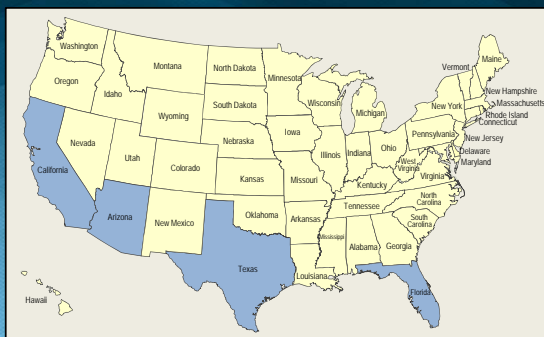 Washington
Oregon
California
Nevada
Idaho
Montana
Wyoming
Utah
Arizona
Colorado
New Mexico
North Dakota
South Dakota
Nebraska
Kansas
Oklahoma
Texas
Minnesota
Iowa
Missouri
Arkansas
Louisiana
Wisconsin
Illinois
Michigan
Indiana
Ohio
Kentucky
Tennessee
Mississippi
Alabama
Georgia
Florida
South
Carolina
North
Carolina
Virginia
West
Virginia
Pennsylvania
New York
Vermont
Maine
New Hampshire
Massachusetts
Rhode Island
Connecticut
New Jersey
Delaware
Maryland
Hawaii